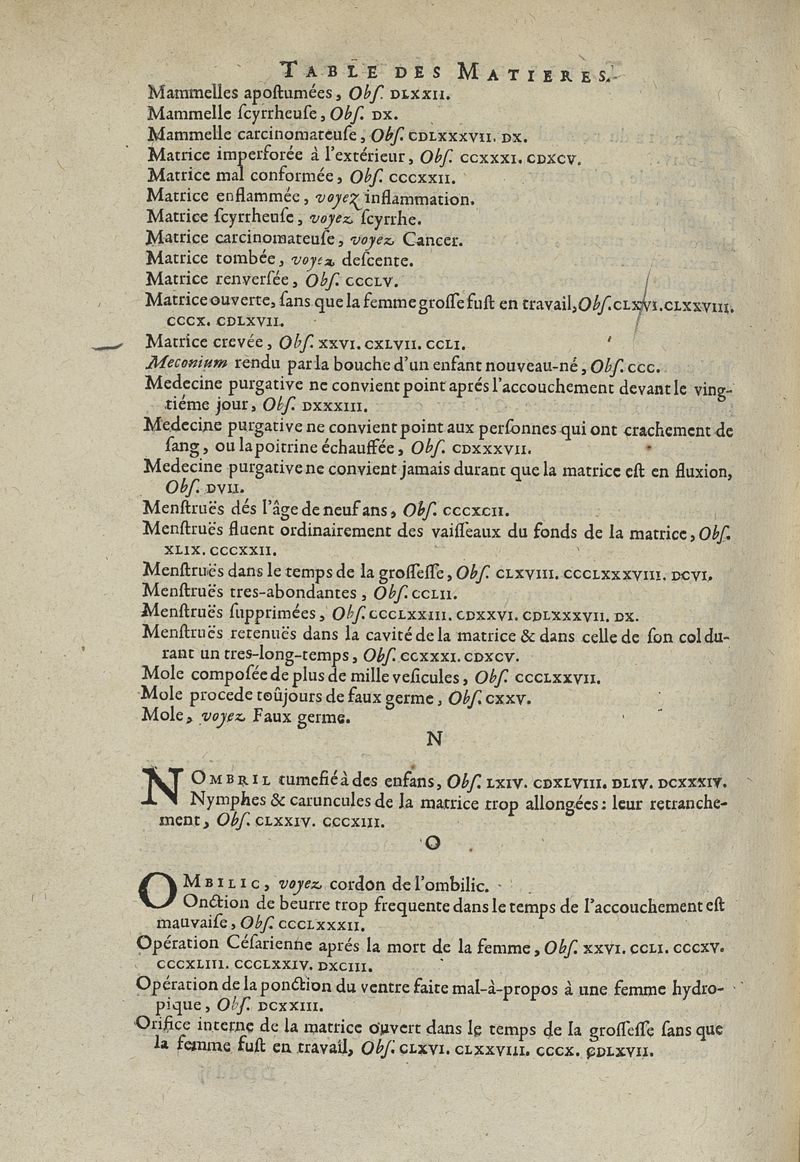 TABLE DES MATIERES.
Mammelles apoſtumées, Obſ. DLXXII.
Mammelle ſcyrrheuſe, Obſ. DX.
Mammelle carcinomateuſe, Obſ. CDLXXXVII. DX.
Matrice imperforée à l'extérieur, Obſ. CCXXXI. CDXCV.
Matrice mal conformée, Obſ. CCCXXII.
Matrice enflammée, voyez inflammation.
Matrice ſcyrrheuſe, voyez ſcyrrhe.
Matrice carcinomateuſe, voyez Cancer.
Matrice tombée, voyez deſcente.
Matrice renverſée, Obſ. CCCLV.
Matrice ouverte, ſans que la femme groſſe fuſt en travail, Obſ. CLXVI. CLXXVIII.
CCCX. CDLXVII.
Matrice crevée, Obſ. XXVI. CXLVII. CCLI.
Meconium rendu par la bouche d'un enfant nouveau-né, Obſ. CCC.
Medecine purgative ne convient point aprés l'accouchement devant le ving-
tiéme jour, Obſ. DXXXIII.
Medecine purgative ne convient point aux perſonnes qui ont crachement de
ſang, ou la poitrine échauffée, Obſ. CDXXXVII.
Medecine purgative ne convient jamais durant que la matrice eſt en fluxion,
Obſ. DVII.
Menſtruës dés l'âge de neuf ans, Obſ. CCCXCII.
Menſtruës fluent ordinairement des vaiſſeaux du fonds de la matrice, Obſ.
XLIX. CCCXXII.
Menſtruës dans le temps de la groſſeſſe, Obſ. CLXVIII. CCCLXXXVIII. DCVI.
Menſtruës tres-abondantes, Obſ. CCLII.
Menſtruës ſupprimées, Obſ. CCCLXXIII. CDXXVI. CDLXXXVII. DX.
Menſtruës retenuës dans la cavité de la matrice & dans celle de ſon col du-
rant un tres-long-temps, Obſ. CCXXXI. CDXCV.
Mole compoſée de plus de mille veſicules, Obſ. CCCLXXVII.
Mole procede toûjours de faux germe, Obſ. CXXV.
Mole, voyez Faux germe.
N
NOMBRIL tumefié à des enfans, Obſ. LXIV. CDXLVIII. DLIV. DCXXXIV.
Nymphes & caruncules de la matrice trop allongées: leur retranche-
ment, Obſ. CLXXIV. CCCXIII.
O
OMBILIC, voyez cordon de l'ombilic.
Onction de beurre trop frequente dans le temps de l'accouchement eſt
mauvaiſe, Obſ. CCCLXXXII.
Opération Céſarienne aprés la mort de la femme, Obſ. XXVI. CCLI. CCCXV.
CCCXLIII. CCCLXXIV. DXCIII.
Opération de la ponction du ventre faite mal-à-propos à une femme hydro-
pique, Obſ. DCXXIII.
Orifice interne de la matrice ouvert dans le temps de la groſſeſſe ſans que
la femme fuſt en travail, Obſ. CLXVI. CLXXVIII. CCCX. CDLXVII.